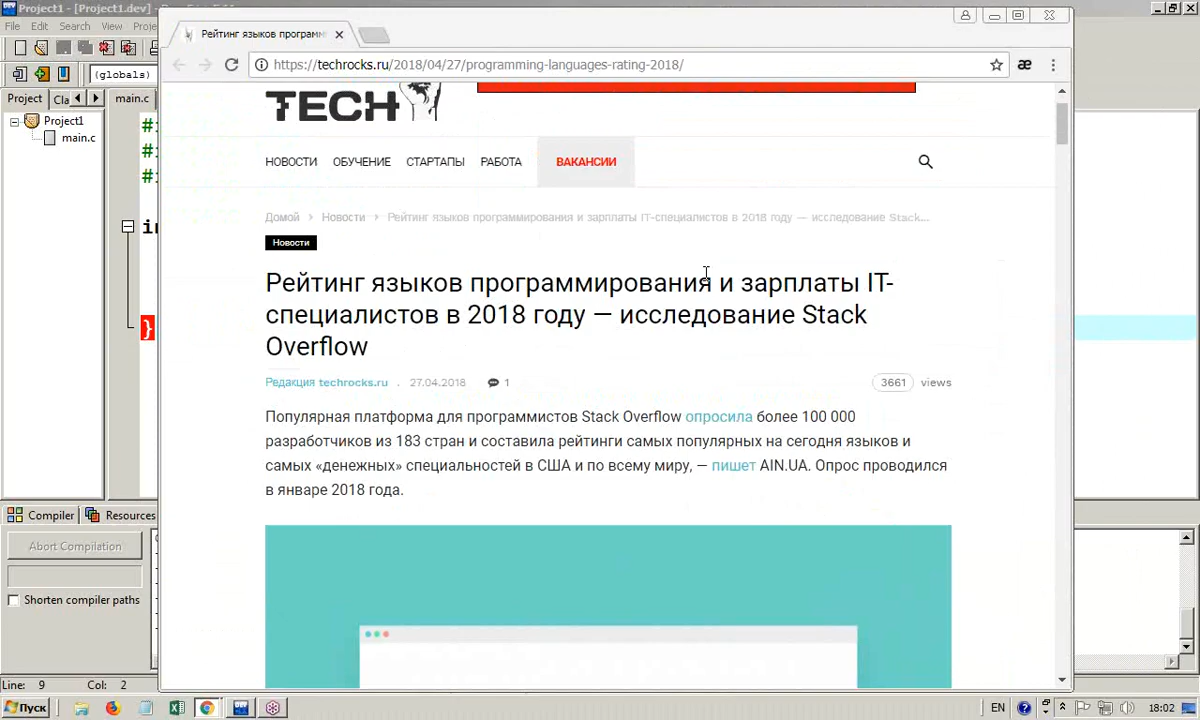 Project1 - [Project1.dev] - De
File Edit Search View Proje
(globals)
Project Cla main.c
Project1
main.c
#
#
#
i
}
Compiler Resources
Abort Compilation
Shorten compiler paths
Line: 9 Col: 2
Рейтинг языков программ
https://techrocks.ru/2018/04/27/programming-languages-rating-2018/
æ
TECH
НОВОСТИ ОБУЧЕНИЕ СТАРТАПЫ РАБОТА ВАКАНСИИ
Домой > Новости > Рейтинг языков программирования и зарплаты IT-специалистов в 2018 году — исследование Stack...
Новости
Рейтинг языков программирования и зарплаты IT-
специалистов в 2018 году — исследование Stack
Overflow
Редакция techrocks.ru . 27.04.2018 1 3661 views
Популярная платформа для программистов Stack Overflow опросила более 100 000
разработчиков из 183 стран и составила рейтинги самых популярных на сегодня языков и
самых «денежных» специальностей в США и по всему миру, — пишет AIN.UA. Опрос проводился
в январе 2018 года.
Пуск EN 18:02